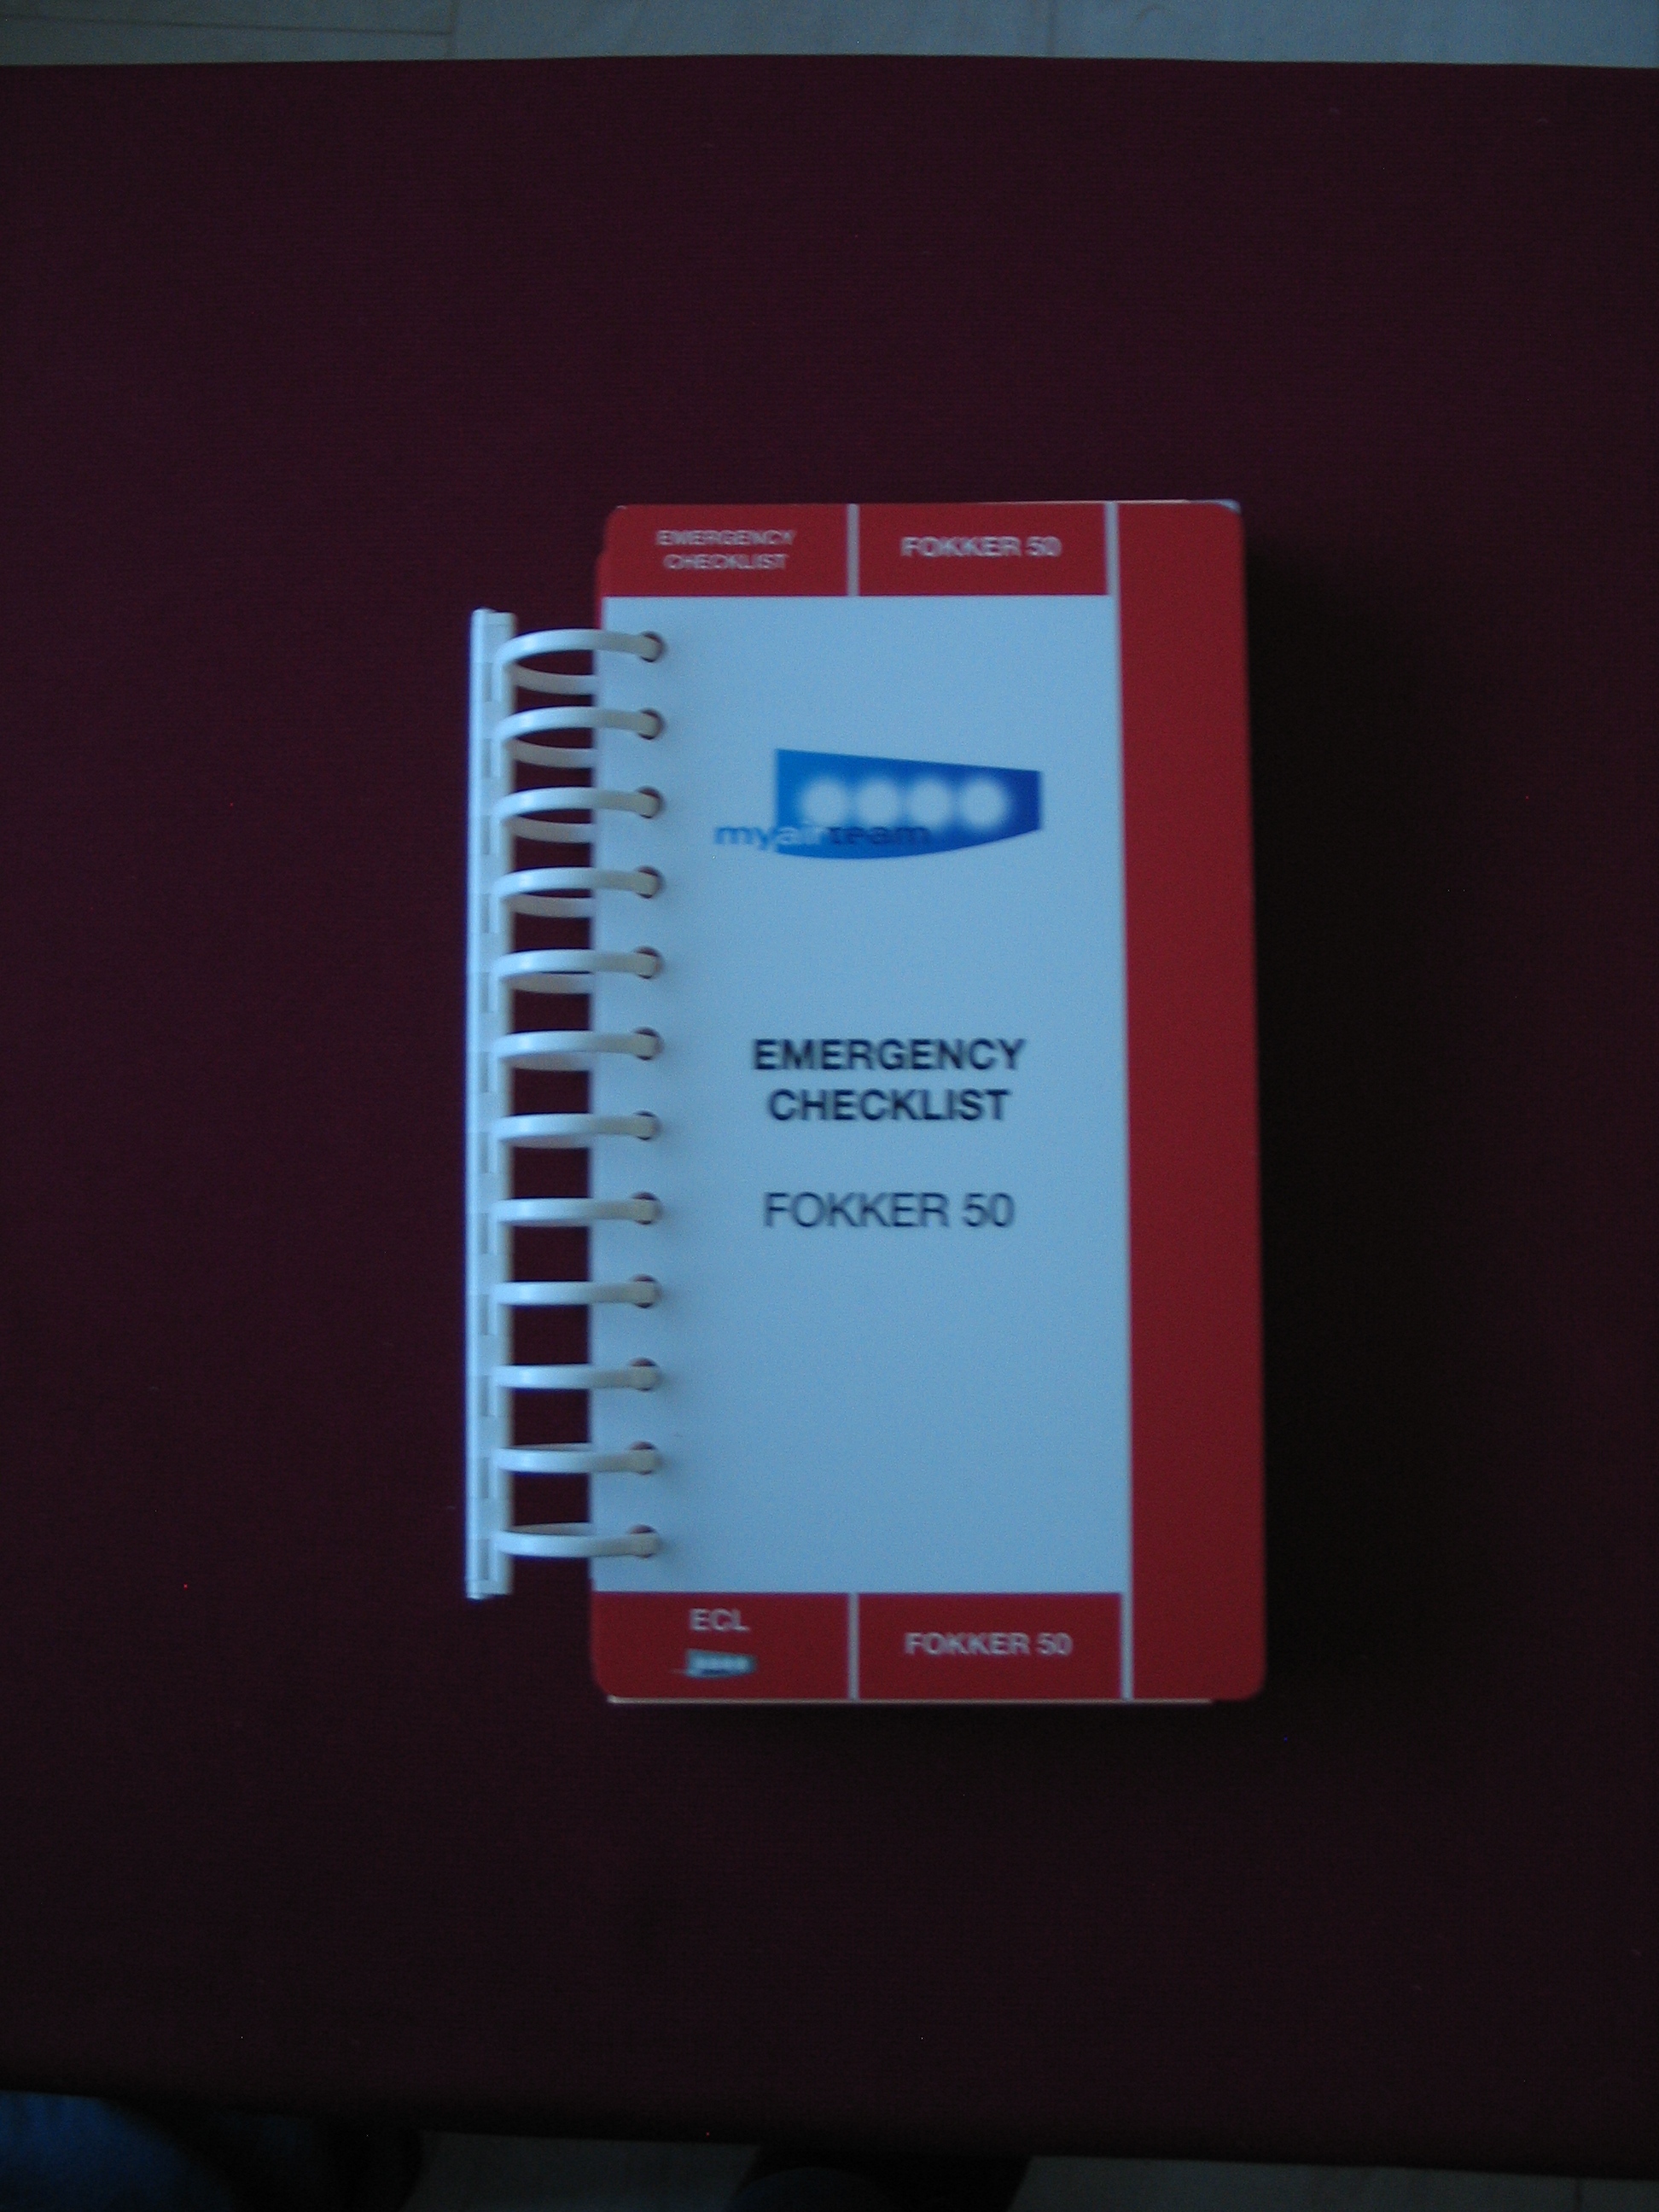 EMERGENCY
CHECKLIST
FOKKER 50
myairteam
EMERGENCY
CHECKLIST
FOKKER 50
ECL
FOKKER 50